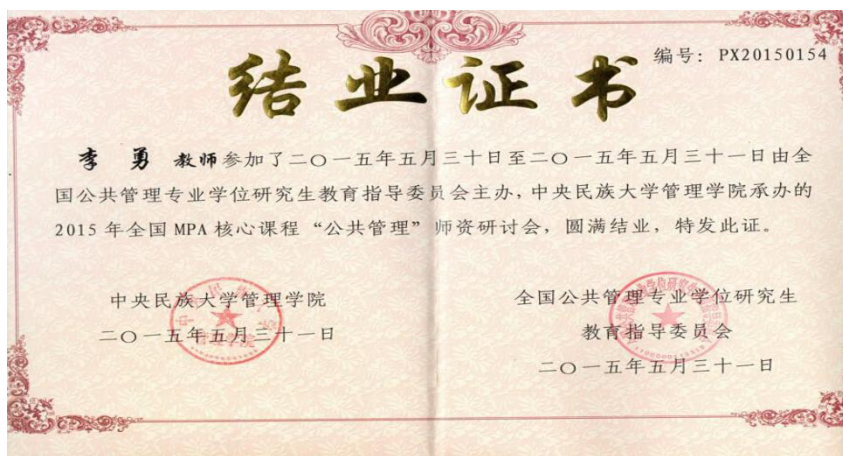 编号：PX20150154
结业证书
李勇 教师参加了二○一五年五月三十日至二○一五年五月三十一日由全
国公共管理专业学位研究生教育指导委员会主办，中央民族大学管理学院承办的
2015年全国MPA核心课程“公共管理”师资研讨会，圆满结业，特发此证。
中央民族大学管理学院
二○一五年五月三十一日
全国公共管理专业学位研究生
教育指导委员会
二○一五年五月三十一日